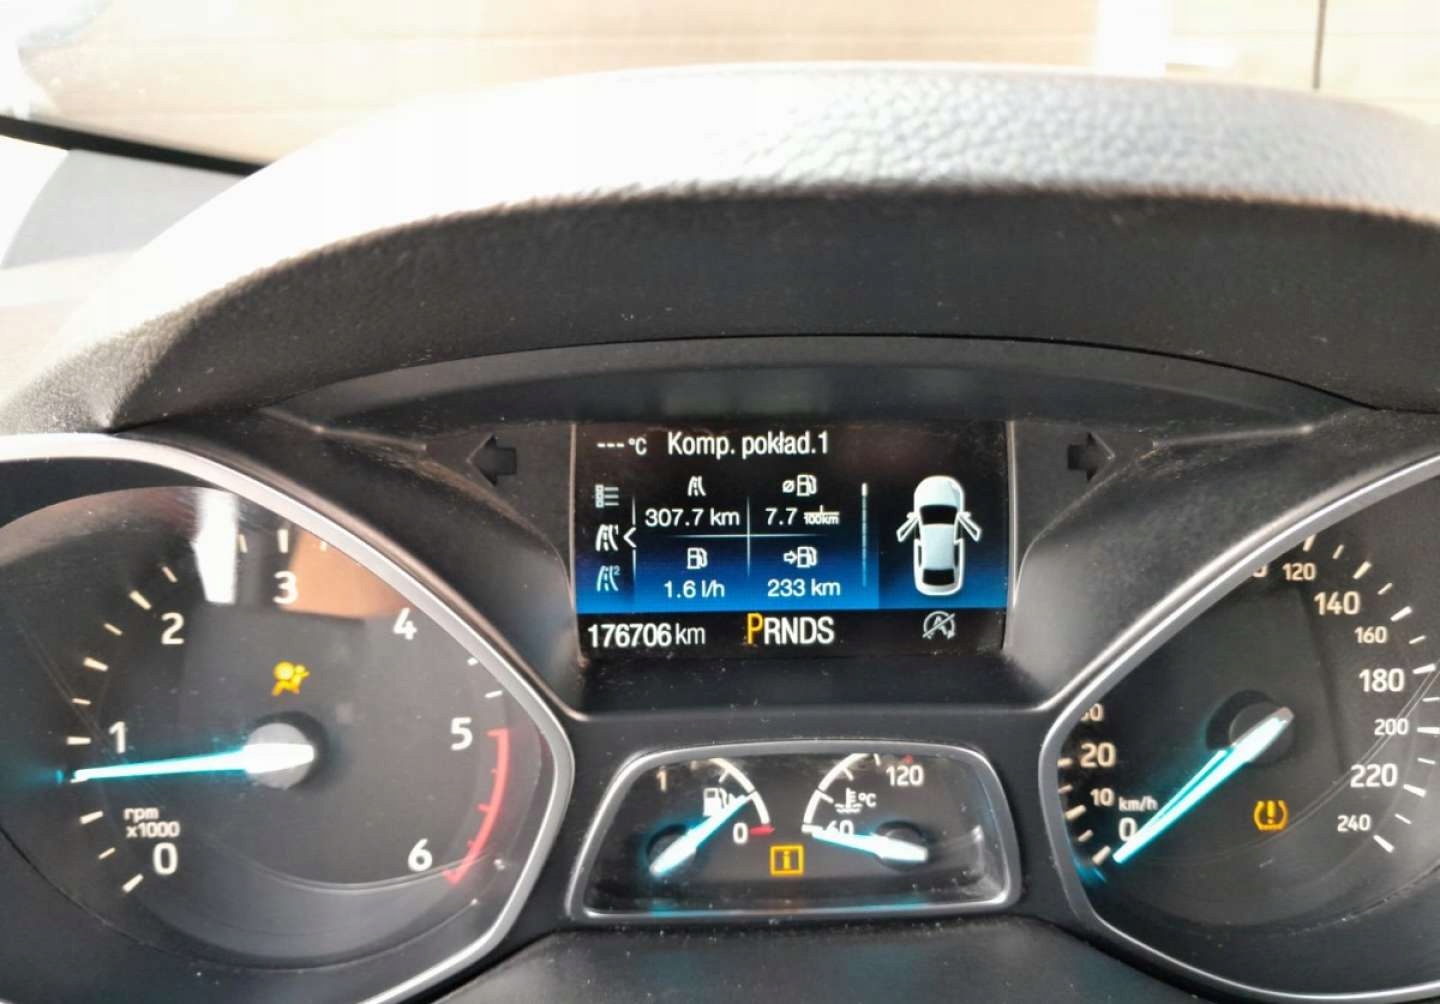 ---°C Komp. pokład.1
307.7 km
Ø 7.7 l/100km
1
2
1.6 l/h
233 km
176706 km PRNDS
0
1
2
3
4
5
6
rpm
x1000
1
0
60
120
°C
i
0
10
20
120
140
160
180
200
220
240
km/h